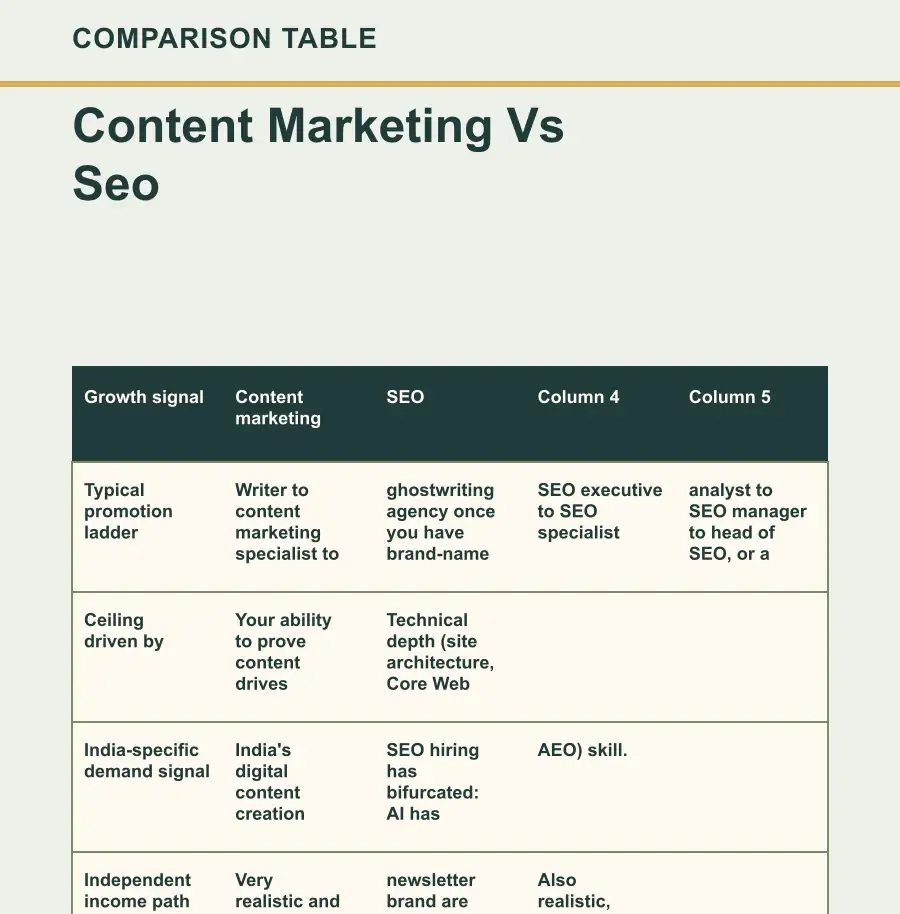 COMPARISON TABLE
Content Marketing Vs
Seo
Growth signal
Content
marketing
SEO
Column 4
Column 5
Typical
promotion
ladder
Writer to
content
marketing
specialist to
ghostwriting
agency once
you have
brand-name
SEO executive
to SEO
specialist
analyst to
SEO manager
to head of
SEO, or a
Ceiling
driven by
Your ability
to prove
content
drives
Technical
depth (site
architecture,
Core Web
India-specific
demand signal
India's
digital
content
creation
SEO hiring
has
bifurcated:
AI has
AEO) skill.
Independent
income path
Very
realistic and
newsletter
brand are
Also
realistic,